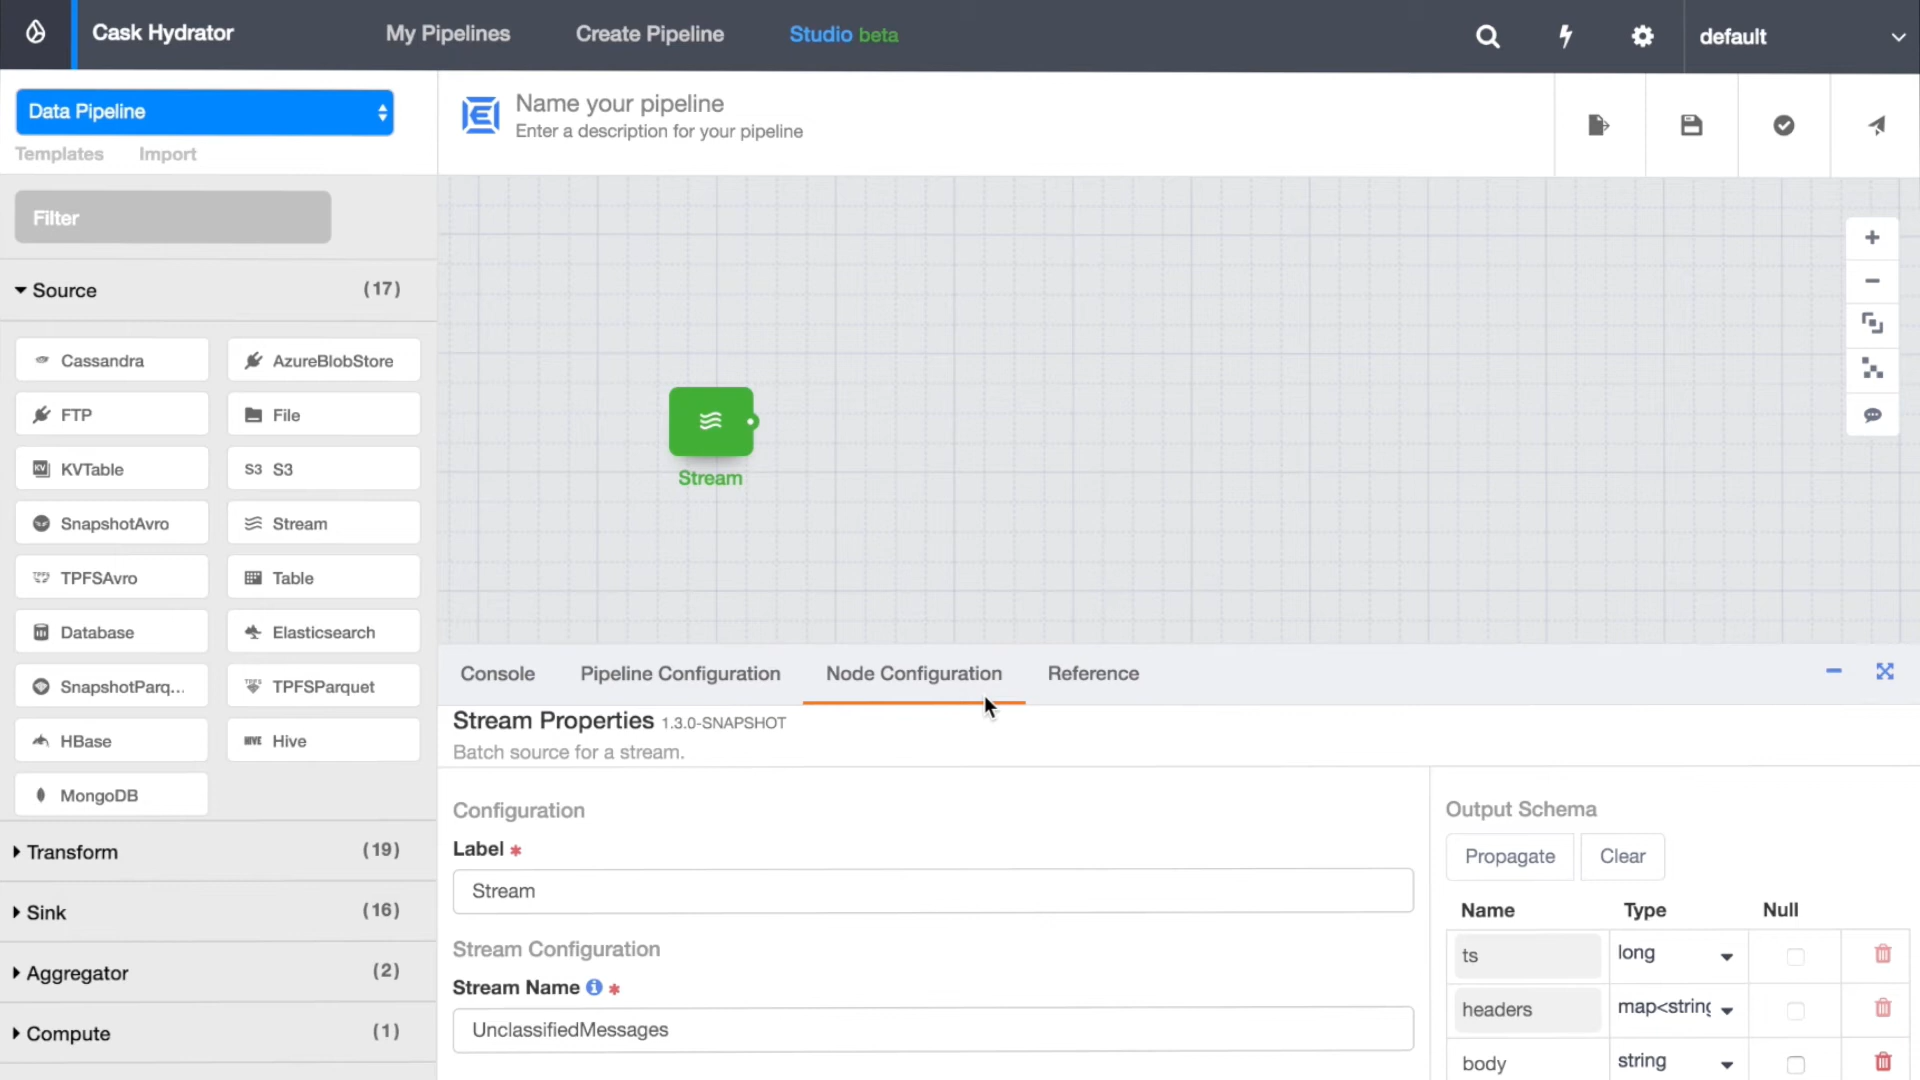 Cask Hydrator
My Pipelines
Create Pipeline
Studio beta
default
Data Pipeline
Templates
Import
Name your pipeline
Enter a description for your pipeline
Filter
Source (17)
Cassandra
AzureBlobStore
FTP
File
KV KVTable
S3 S3
SnapshotAvro
Stream
TPFS TPFSAvro
Table
Database
Elasticsearch
SnapshotParq...
TPFS TPFSParquet
HBase
HIVE Hive
MongoDB
Transform (19)
Sink (16)
Aggregator (2)
Compute (1)
Stream
Console
Pipeline Configuration
Node Configuration
Reference
Stream Properties 1.3.0-SNAPSHOT
Batch source for a stream.
Configuration
Label *
Stream
Stream Configuration
Stream Name i *
UnclassifiedMessages
Output Schema
Propagate
Clear
Name Type Null
ts long
headers map<string
body string